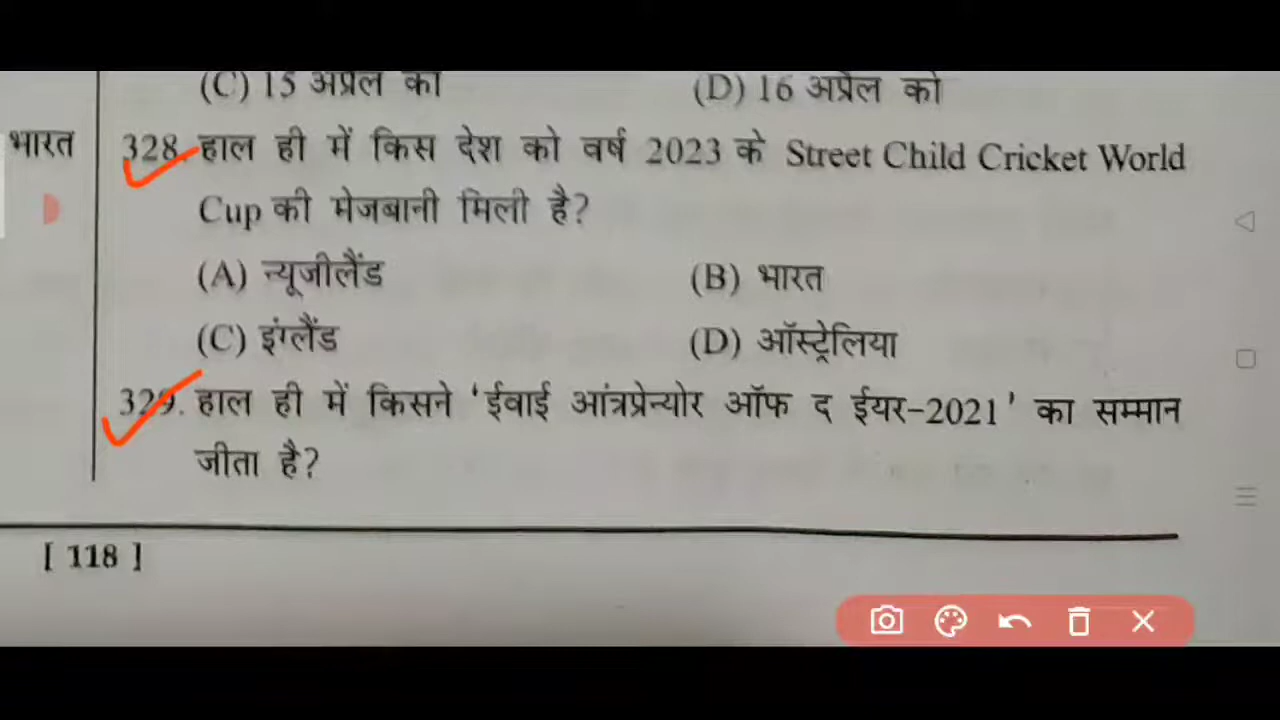 (C) 15 अप्रैल को
(D) 16 अप्रैल को
भारत
328. हाल ही में किस देश को वर्ष 2023 के Street Child Cricket World
Cup की मेजबानी मिली है?
(A) न्यूजीलैंड
(B) भारत
(C) इंग्लैंड
(D) ऑस्ट्रेलिया
329. हाल ही में किसने ‘ईवाई आंत्रप्रेन्योर ऑफ द ईयर-2021’ का सम्मान
जीता है?
[ 118 ]